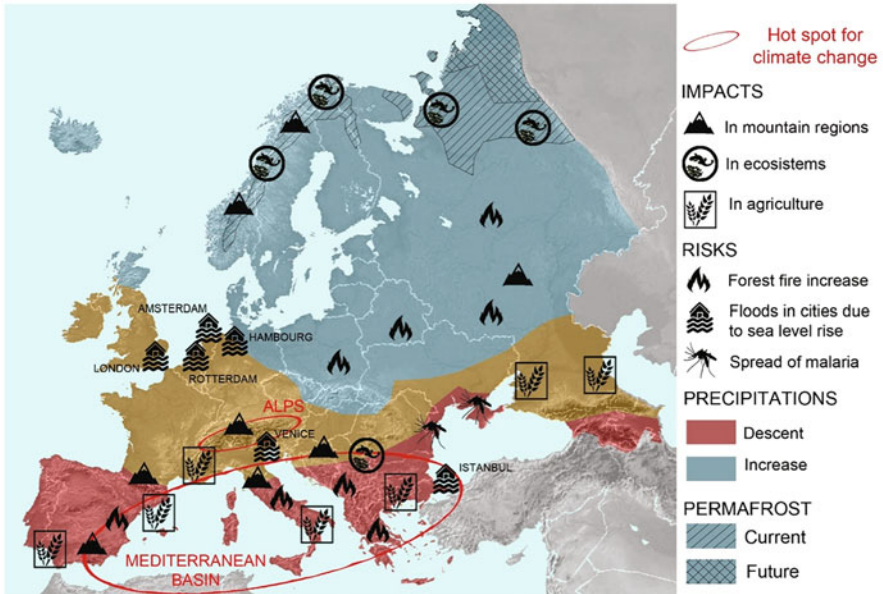 AMSTERDAM
HAMBOURG
LONDON
ROTTERDAM
ALPS
VENICE
ISTANBUL
MEDITERRANEAN
BASIN
Hot spot for
climate change
IMPACTS
In mountain regions
In ecosistems
In agriculture
RISKS
Forest fire increase
Floods in cities due
to sea level rise
Spread of malaria
PRECIPITATIONS
Descent
Increase
PERMAFROST
Current
Future